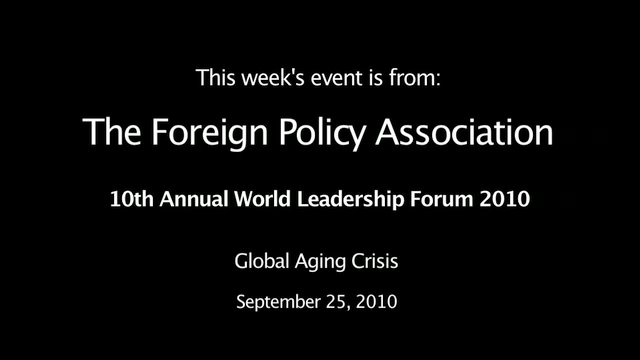 This week's event is from:
The Foreign Policy Association
10th Annual World Leadership Forum 2010
Global Aging Crisis
September 25, 2010